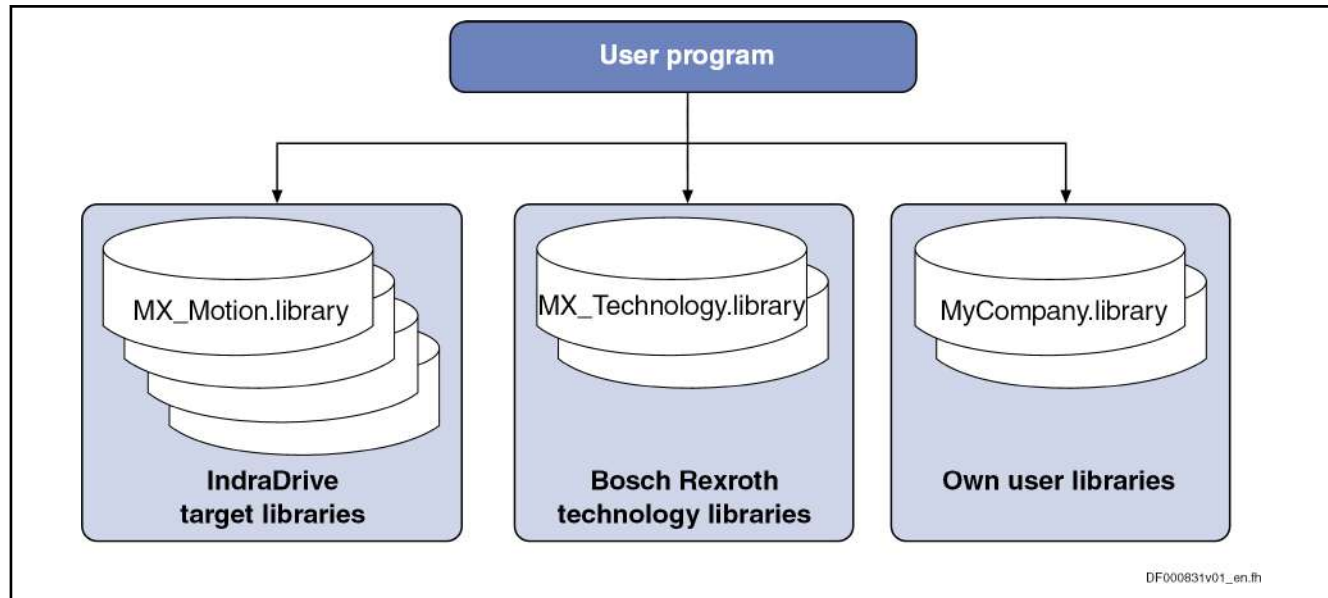 User program
MX_Motion.library
MX_Technology.library
MyCompany.library
IndraDrive
target libraries
Bosch Rexroth
technology libraries
Own user libraries
DF000831v01_en.fh